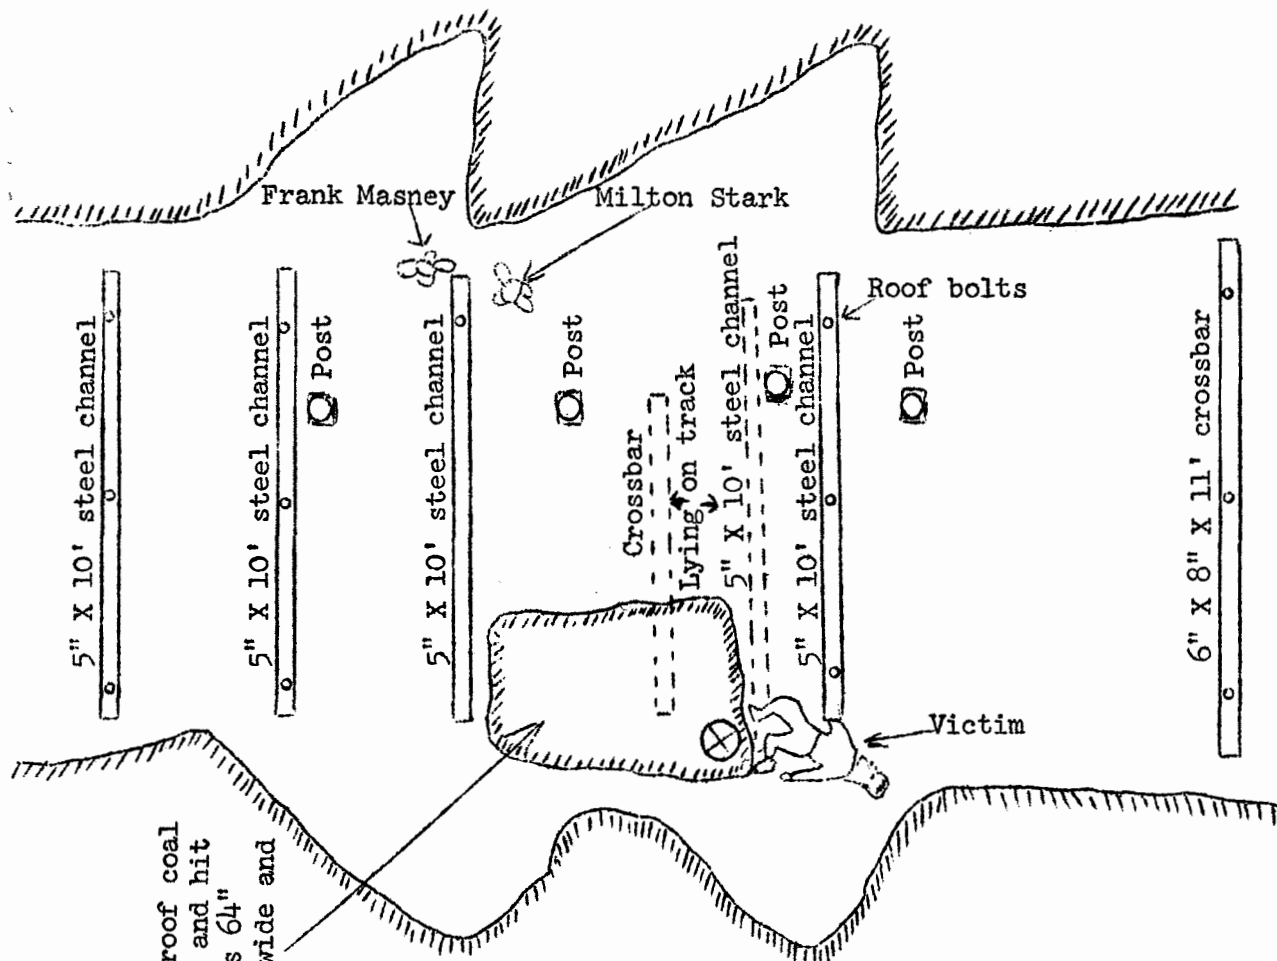 Frank Masney
Milton Stark
5" X 10' steel channel
5" X 10' steel channel
Post
5" X 10' steel channel
Post
Crossbar
Lying on track
5" X 10' steel channel
Post
5" X 10' steel channel
Roof bolts
Post
6" X 8" X 11' crossbar
Victim
roof coal
and hit
s 64"
wide and